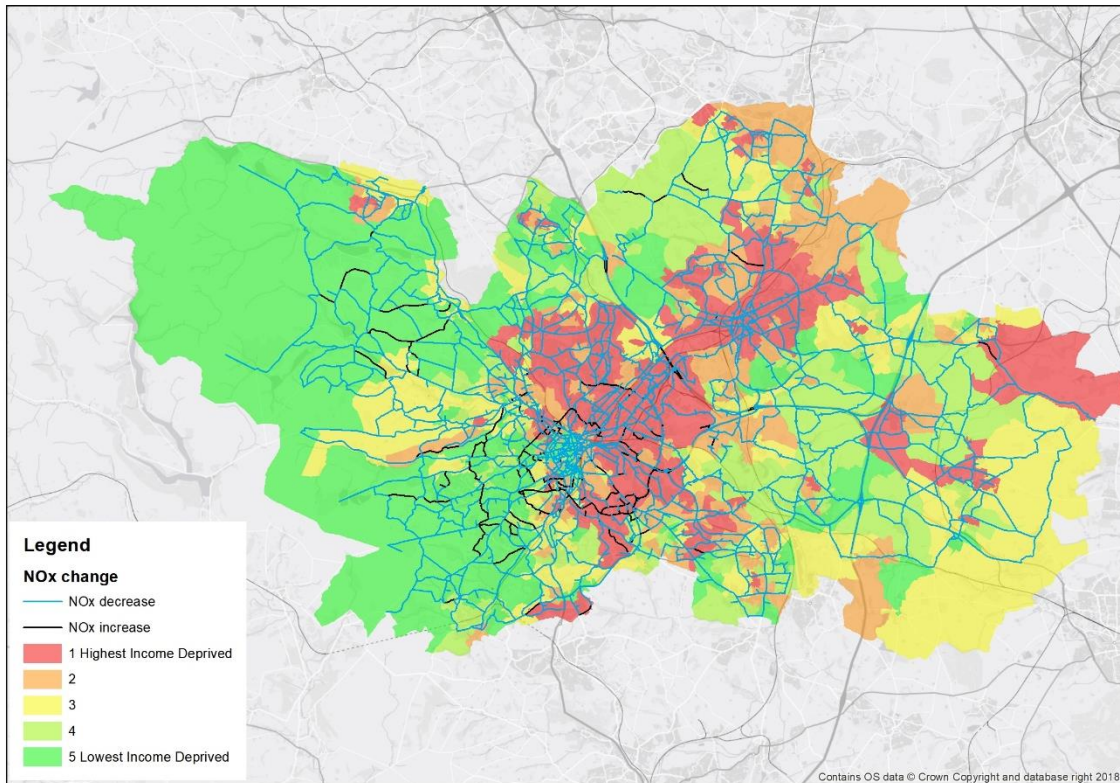 Legend
NOx change
NOx decrease
NOx increase
1 Highest Income Deprived
2
3
4
5 Lowest Income Deprived
Contains OS data © Crown Copyright and database right 2018